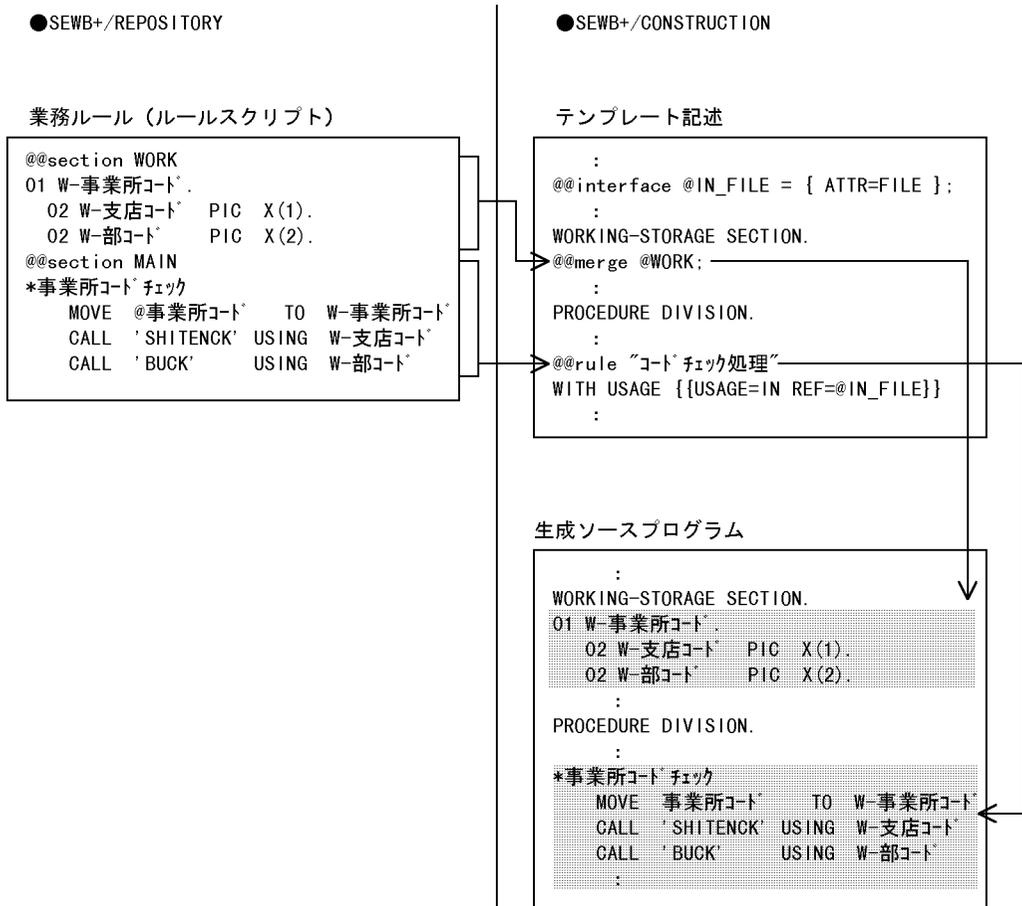 ●SEWB+/REPOSITORY
業務ルール（ルールスクリプト）
@@section WORK
01 W-事業所ｺｰﾄﾞ.
02 W-支店ｺｰﾄﾞ PIC X(1).
02 W-部ｺｰﾄﾞ PIC X(2).
@@section MAIN
*事業所ｺｰﾄﾞﾁｪｯｸ
MOVE @事業所ｺｰﾄﾞ TO W-事業所ｺｰﾄﾞ
CALL 'SHITENCK' USING W-支店ｺｰﾄﾞ
CALL 'BUCK' USING W-部ｺｰﾄﾞ
●SEWB+/CONSTRUCTION
テンプレート記述
:
@@interface @IN_FILE = { ATTR=FILE };
:
WORKING-STORAGE SECTION.
@@merge @WORK;
:
PROCEDURE DIVISION.
:
@@rule "ｺｰﾄﾞﾁｪｯｸ処理"
WITH USAGE {{USAGE=IN REF=@IN_FILE}}
:
生成ソースプログラム
:
WORKING-STORAGE SECTION.
01 W-事業所ｺｰﾄﾞ.
02 W-支店ｺｰﾄﾞ PIC X(1).
02 W-部ｺｰﾄﾞ PIC X(2).
:
PROCEDURE DIVISION.
:
*事業所ｺｰﾄﾞﾁｪｯｸ
MOVE 事業所ｺｰﾄﾞ TO W-事業所ｺｰﾄﾞ
CALL 'SHITENCK' USING W-支店ｺｰﾄﾞ
CALL 'BUCK' USING W-部ｺｰﾄﾞ
: